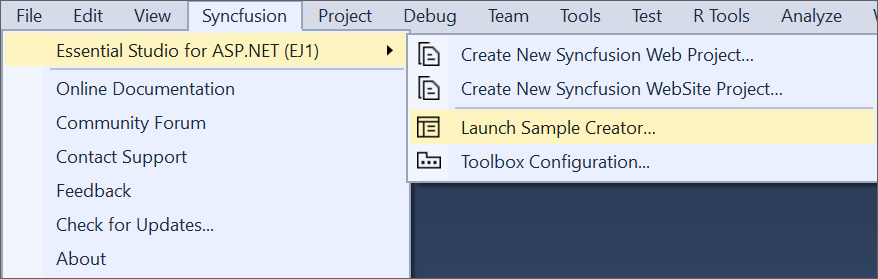 File Edit View Syncfusion Project Debug Team Tools Test R Tools Analyze
Essential Studio for ASP.NET (EJ1)
Online Documentation
Community Forum
Contact Support
Feedback
Check for Updates...
About
Create New Syncfusion Web Project...
Create New Syncfusion WebSite Project...
Launch Sample Creator...
Toolbox Configuration...